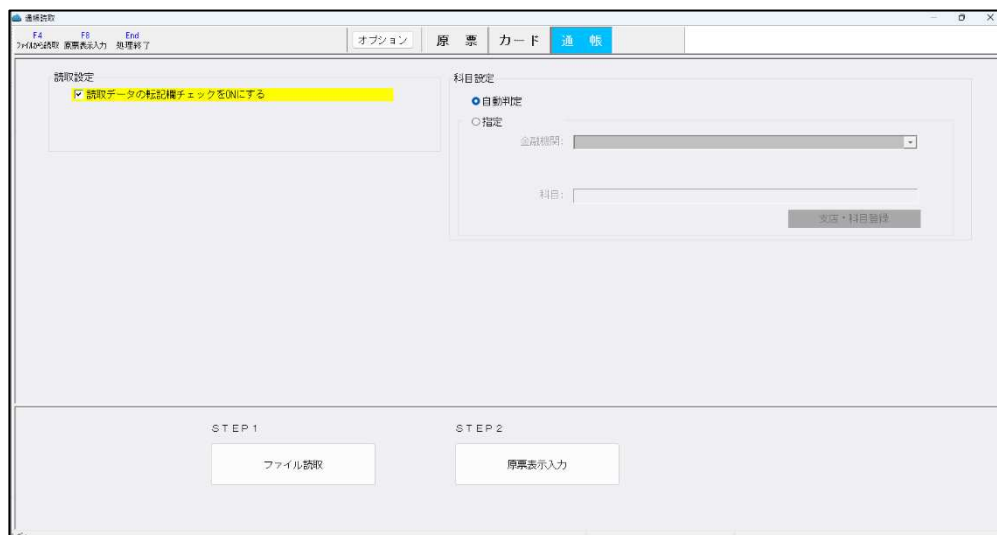 通帳読取
F4 F8 End
ファイルから読取 原票表示入力 処理終了
オプション 原 票 カード 通 帳
読取設定
読取データの転記欄チェックをONにする
科目設定
自動判定
指定
金融機関:
科目:
支店・科目登録
STEP1
ファイル読取
STEP2
原票表示入力